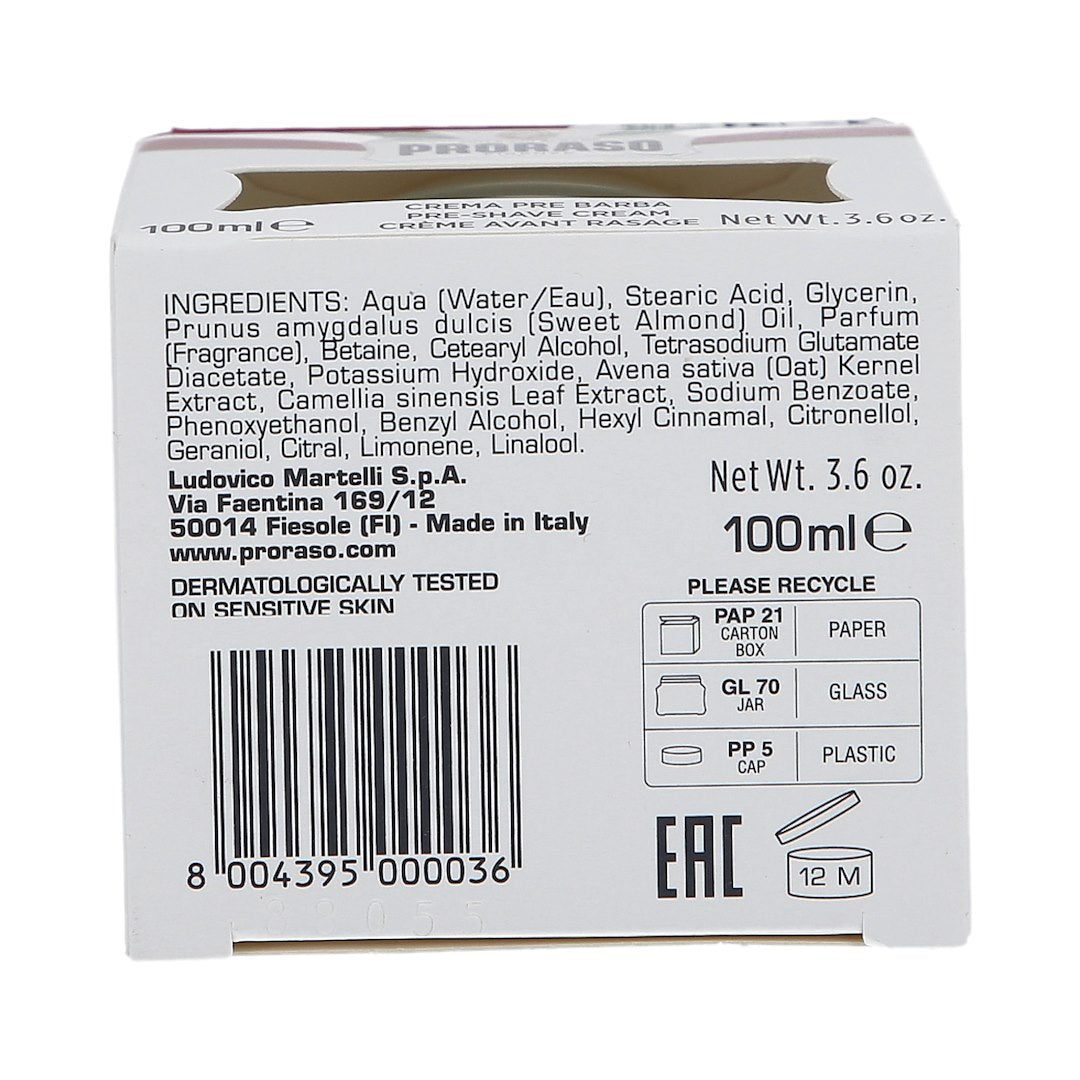 PRORASO
CREMA PRE BARBA
PRE-SHAVE CREAM
100ml℮ CRÈME AVANT RASAGE Net Wt. 3.6 oz.
INGREDIENTS: Aqua (Water/Eau), Stearic Acid, Glycerin,
Prunus amygdalus dulcis (Sweet Almond) Oil, Parfum
(Fragrance), Betaine, Cetearyl Alcohol, Tetrasodium Glutamate
Diacetate, Potassium Hydroxide, Avena sativa (Oat) Kernel
Extract, Camellia sinensis Leaf Extract, Sodium Benzoate,
Phenoxyethanol, Benzyl Alcohol, Hexyl Cinnamal, Citronellol,
Geraniol, Citral, Limonene, Linalool.
Ludovico Martelli S.p.A.
Via Faentina 169/12
50014 Fiesole (FI) - Made in Italy
www.proraso.com
DERMATOLOGICALLY TESTED
ON SENSITIVE SKIN
Net Wt. 3.6 oz.
100ml℮
PLEASE RECYCLE
PAP 21
CARTON
BOX
PAPER
GL 70
JAR
GLASS
PP 5
CAP
PLASTIC
EAC
12 M
8 004395 000036